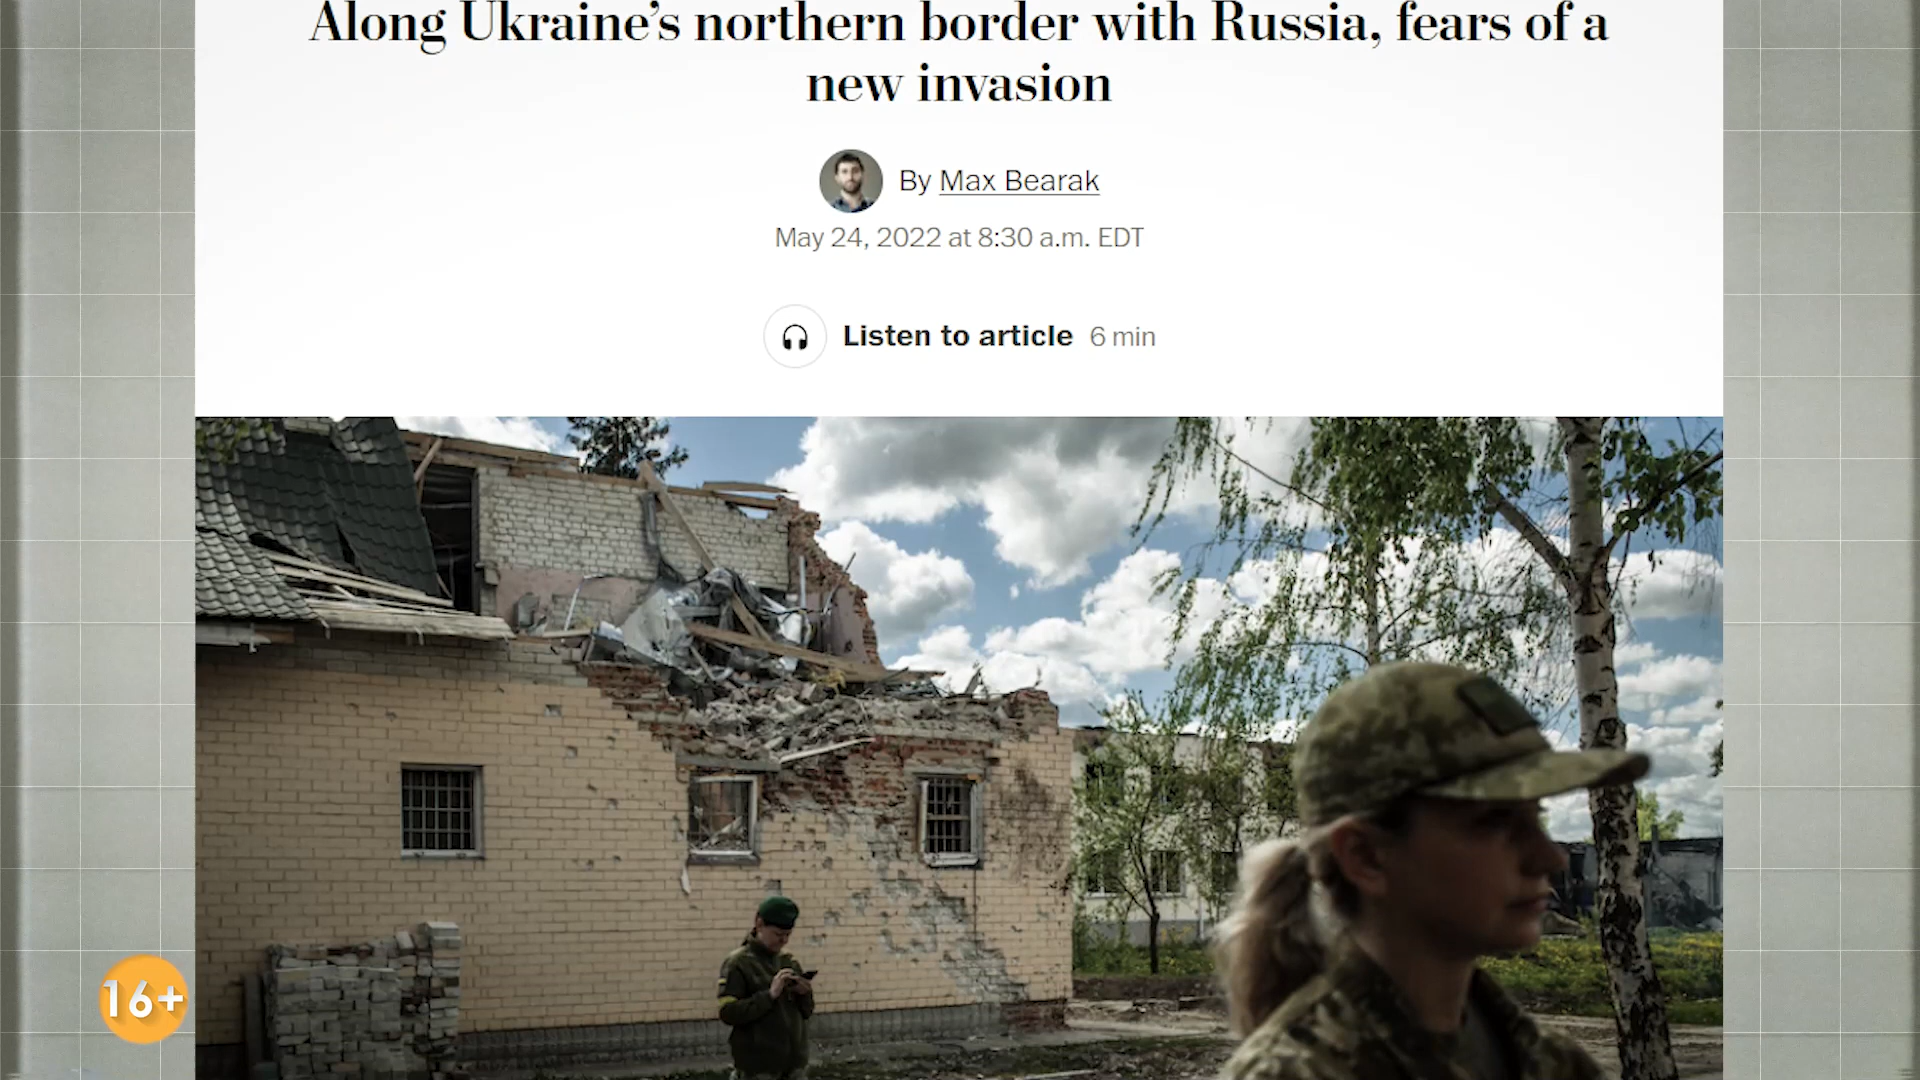 Along Ukraine’s northern border with Russia, fears of a
new invasion
By Max Bearak
May 24, 2022 at 8:30 a.m. EDT
Listen to article 6 min
16+